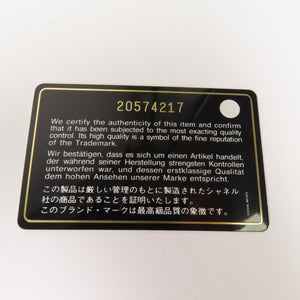 20574217
We certify the authenticity of this item and confirm
that it has been subjected to the most exacting quality
control. Its high quality is a symbol of the fine reputation
of the Trademark.
Wir bestätigen, dass es sich um einen Artikel handelt,
der während seiner Herstellung strengsten Kontrollen
unterworfen war, und dessen erstklassige Qualität
dem hohen Ansehen unserer Marke entspricht.
この製品は厳しい管理のもとに製造されたシャネル
社の商品であることを証明いたします。
このブランド・マークは最高級品質の象徴です。